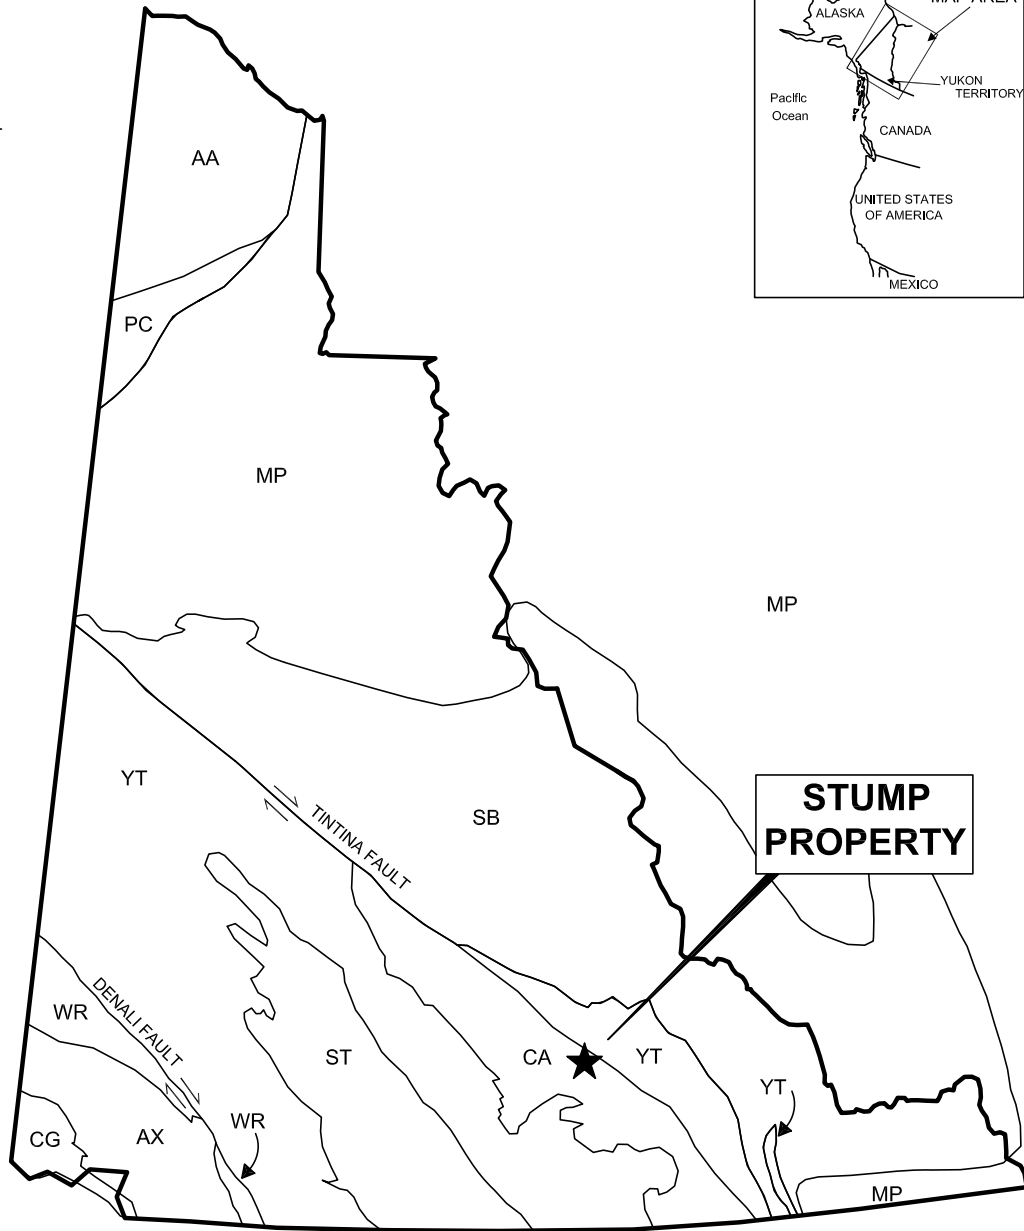 MAP AREA
ALASKA
YUKON
TERRITORY
Pacific
Ocean
CANADA
UNITED STATES
OF AMERICA
MEXICO
AA
PC
MP
MP
YT
SB
TINTINA FAULT
STUMP
PROPERTY
DENALI FAULT
WR
ST
CA
YT
YT
WR
CG
AX
MP